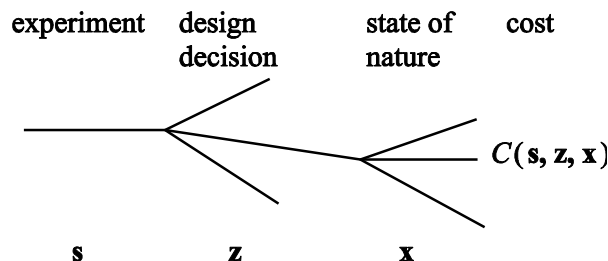 experiment design state of cost
decision nature
C(s, z, x)
s z x